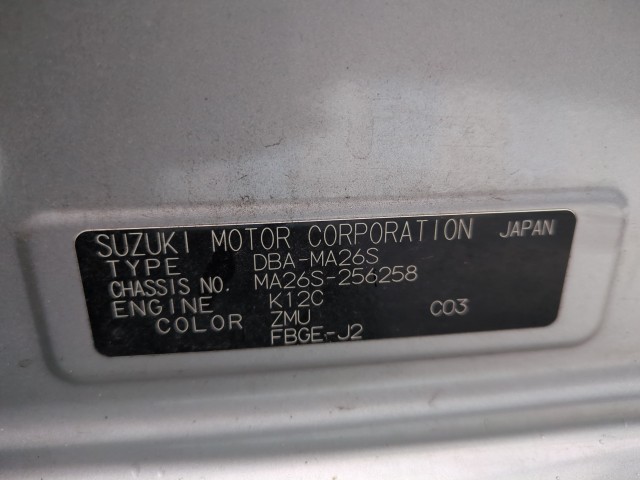 SUZUKI MOTOR CORPORATION JAPAN
TYPE DBA-MA26S
CHASSIS NO. MA26S-256258
ENGINE K12C C03
COLOR ZMU
FBGE-J2